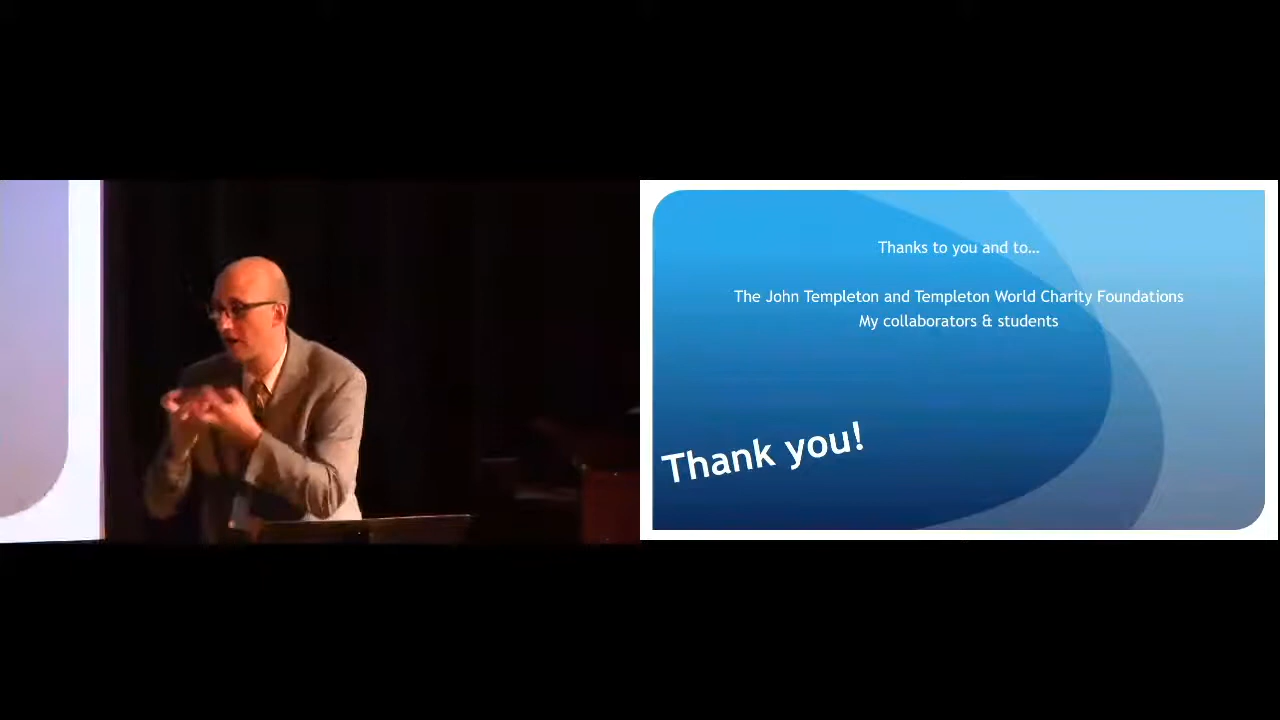 Thanks to you and to…
The John Templeton and Templeton World Charity Foundations
My collaborators & students
Thank you!